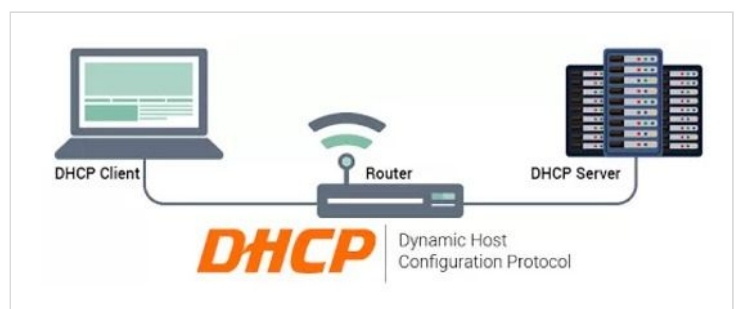 DHCP Client
Router
DHCP Server
DHCP
Dynamic Host
Configuration Protocol